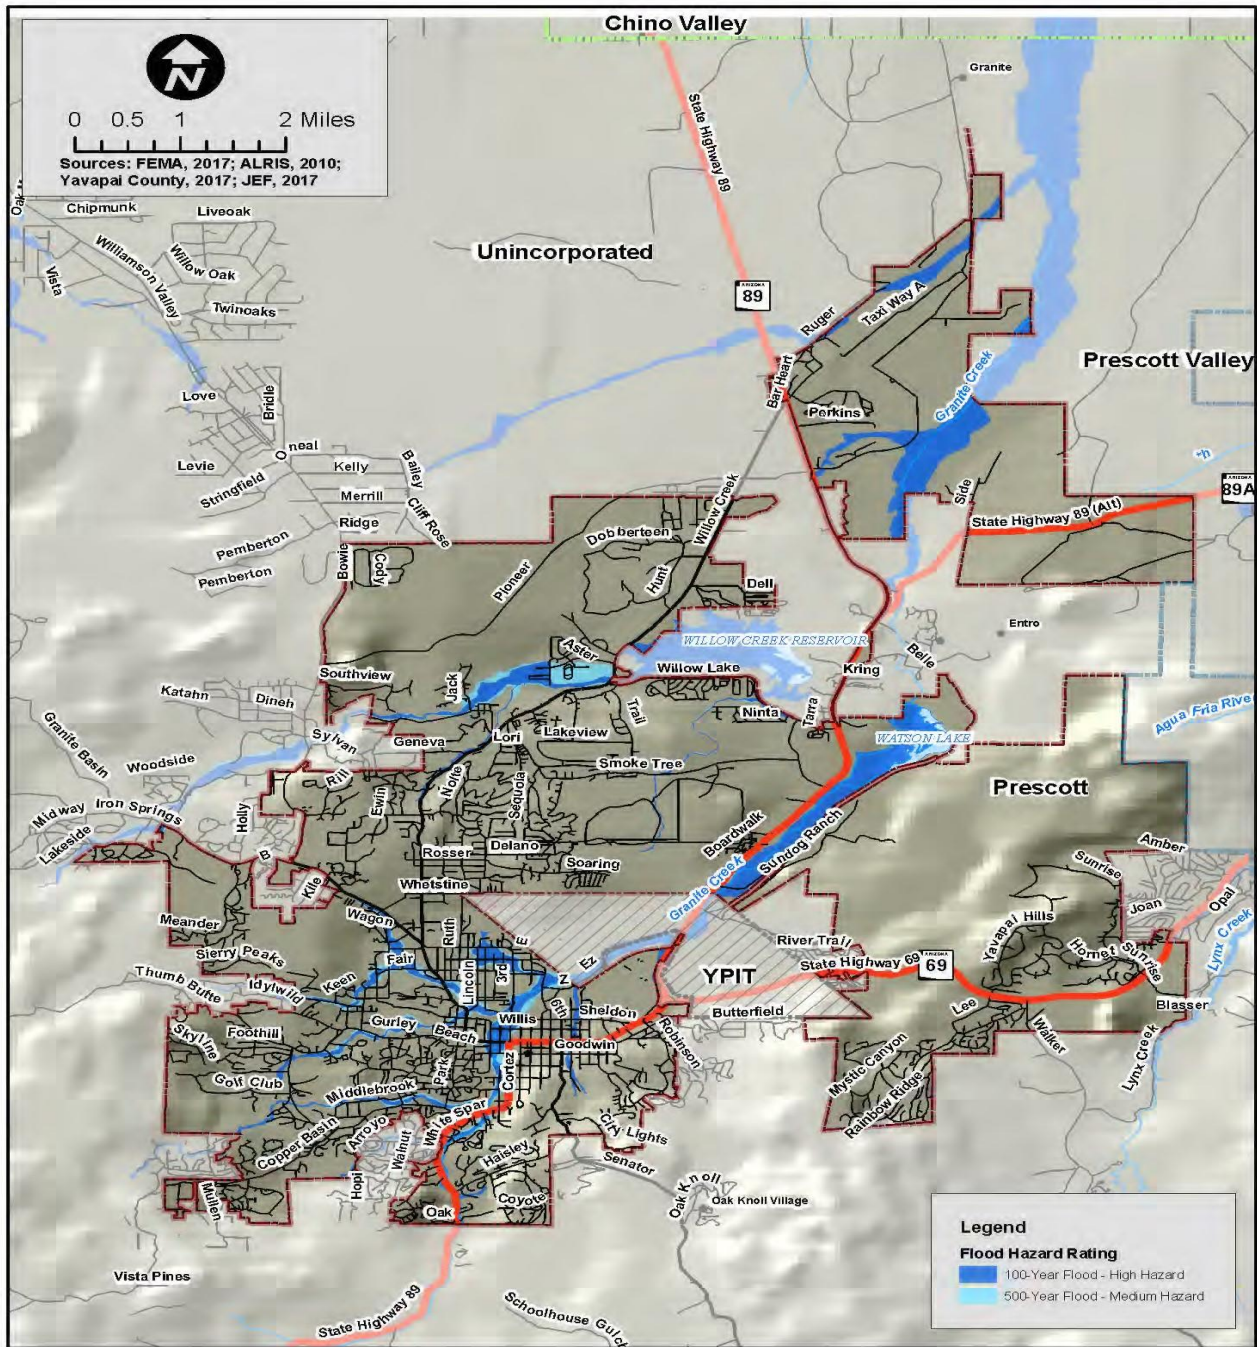 Chino Valley
N
0 0.5 1 2 Miles
Sources: FEMA, 2017; ALRIS, 2010;
Yavapai County, 2017; JEF, 2017
Granite
State Highway 89
Chipmunk
Liveoak
Williamson Valley
Willow Oak
Vista
Twinoaks
Unincorporated
ARIZONA
89
Ruger
Taxi Way A
Prescott Valley
Bar Heart
Granite Creek
Perkins
Love
Bridle
Oneal
Levie
Stringfield
Kelly
Bailey
Merrill
Cliff Rose
Ridge
Pemberton
Pemberton
Side
ARIZONA
89A
State Highway 89 (Alt)
Willow Creek
Dobberteen
Bowie
Cody
Pioneer
Hunt
Dell
Entro
WILLOW CREEK RESERVOIR
Belle
Aster
Willow Lake
Kring
Southview
Jack
Katahn
Dineh
Granite Basin
Trail
Ninta
Tarra
Agua Fria Rive
Sylvan
Geneva
Lori
Lakeview
WATSON LAKE
Woodside
Rill
Nolte
Smoke Tree
Sequoia
Prescott
Midway
Iron Springs
Lakeside
Holly
Ewin
Boardwalk
Sundog Ranch
Rosser
Delano
Soaring
B
Kile
Whetstine
Granite Creek
Amber
Sunrise
Joan
Opal
Meander
Wagon
Ruth
E
Yavapai Hills
Hornet
Sunrise
Lynx Creek
Sierry Peaks
Fair
Lincoln
3rd
Ez
River Trail
State Highway 69
ARIZONA
69
Thumb Butte
Idylwild
Keen
Z
YPIT
Blasser
6th
Sheldon
Butterfield
Lee
Willis
Gurley
Beach
Skyline
Foothill
Goodwin
Robinson
Walker
Golf Club
Park
Cortez
Mystic Canyon
Lynx Creek
Middlebrook
Rainbow Ridge
White Spar
Copper Basin
Arroyo
Walnut
City Lights
Haisley
Senator
Hopi
Mullen
Coyote
Oak Knoll
Oak Knoll Village
Oak
Vista Pines
State Highway 89
Schoolhouse Gulch
Legend
Flood Hazard Rating
100-Year Flood - High Hazard
500-Year Flood - Medium Hazard